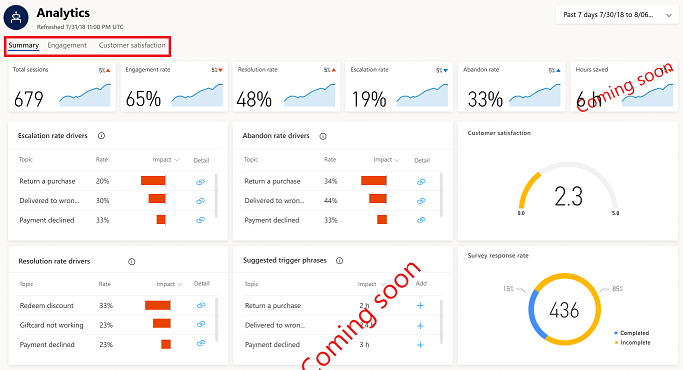 Analytics
Refreshed 7/31/18 11:00 PM UTC
Past 7 days 7/30/18 to 8/06...
Summary Engagement Customer satisfaction
Total sessions 5%
679
Engagement rate 5%
65%
Resolution rate 5%
48%
Escalation rate 5%
19%
Abandon rate 5%
33%
Hours saved
6 h
Coming soon
Escalation rate drivers
Topic Rate Impact Detail
Return a purchase 20%
Delivered to wron... 30%
Payment declined 33%
Abandon rate drivers
Topic Rate Impact Detail
Return a purchase 34%
Delivered to wron... 44%
Payment declined 33%
Customer satisfaction
2.3
0.0 5.0
Resolution rate drivers
Topic Rate Impact Detail
Redeem discount 33%
Giftcard not working 23%
Payment declined 23%
Suggested trigger phrases
Topic Rate Add
Return a purchase 2 h
Delivered to wron...
Payment declined 3 h
Coming soon
Survey response rate
15% 85%
436
Completed
Incomplete